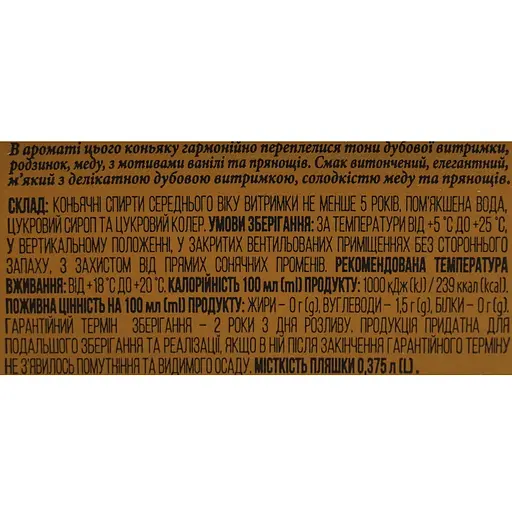 В ароматі цього коньяку гармонійно переплелися тони дубової витримки,
родзинок, меду, з мотивами ванілі та прянощів. Смак витончений, елегантний,
м'який з делікатною дубовою витримкою, солодкістю меду та прянощів.
СКЛАД: КОНЬЯЧНІ СПИРТИ СЕРЕДНЬОГО ВІКУ ВИТРИМКИ НЕ МЕНШЕ 5 РОКІВ, ПОМ'ЯКШЕНА ВОДА,
ЦУКРОВИЙ СИРОП ТА ЦУКРОВИЙ КОЛЕР. УМОВИ ЗБЕРІГАННЯ: ЗА ТЕМПЕРАТУРИ ВІД +5 °C ДО +25 °C,
У ВЕРТИКАЛЬНОМУ ПОЛОЖЕННІ, У ЗАКРИТИХ ВЕНТИЛЬОВАНИХ ПРИМІЩЕННЯХ БЕЗ СТОРОННЬОГО
ЗАПАХУ, З ЗАХИСТОМ ВІД ПРЯМИХ СОНЯЧНИХ ПРОМЕНІВ. РЕКОМЕНДОВАНА ТЕМПЕРАТУРА
ВЖИВАННЯ: ВІД +18°C ДО +20°C. КАЛОРІЙНІСТЬ 100 мл (ml) ПРОДУКТУ: 1000 кДж (kJ) / 239 ккал (kcal).
ПОЖИВНА ЦІННІСТЬ НА 100 мл (ml) ПРОДУКТУ: ЖИРИ – 0 г (g), ВУГЛЕВОДИ – 1,5 г (g), БІЛКИ – 0 г (g).
ГАРАНТІЙНИЙ ТЕРМІН ЗБЕРІГАННЯ – 2 РОКИ З ДНЯ РОЗЛИВУ. ПРОДУКЦІЯ ПРИДАТНА ДЛЯ
ПОДАЛЬШОГО ЗБЕРІГАННЯ ТА РЕАЛІЗАЦІЇ, ЯКЩО В НІЙ ПІСЛЯ ЗАКІНЧЕННЯ ГАРАНТІЙНОГО ТЕРМІНУ
НЕ З'ЯВИЛОСЬ ПОМУТНІННЯ ТА ВИДИМОГО ОСАДУ. МІСТКІСТЬ ПЛЯШКИ 0,375 л (L).